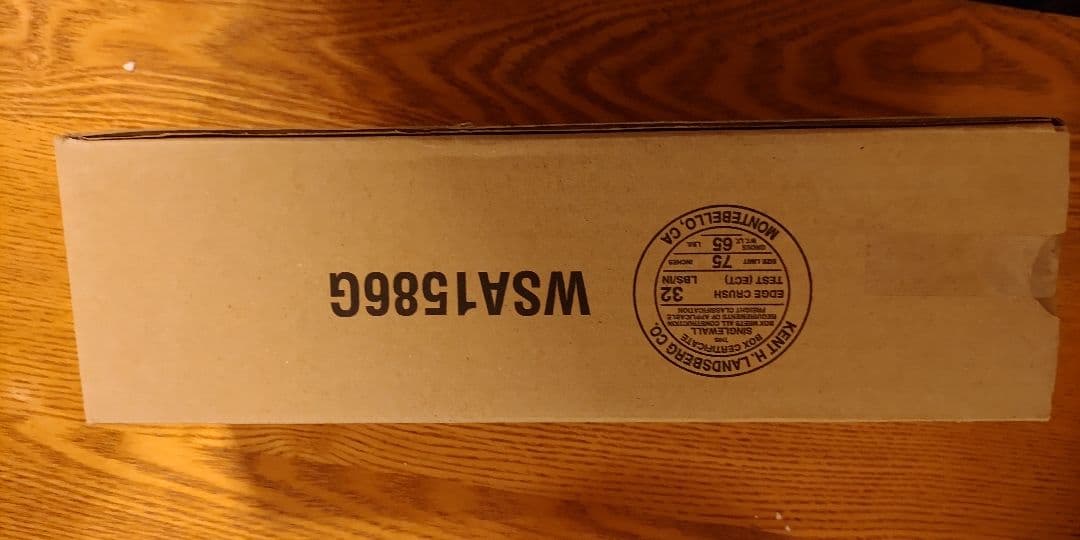 KENT H. LANDSBERG CO.
THIS
BOX CERTIFICATE
SINGLEWALL
BOX MEETS ALL CONSTRUCTION
REQUIREMENTS OF APPLICABLE
FREIGHT CLASSIFICATION
EDGE CRUSH
TEST (ECT) 32 LBS/IN
SIZE LIMIT 75 INCHES
GROSS
WT. LT. 65 LBS.
MONTEBELLO, CA
WSA1586G